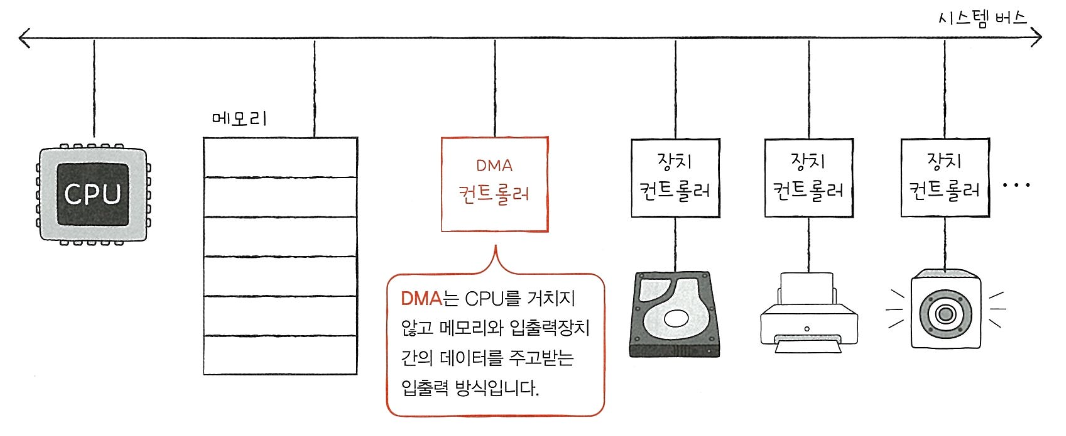 시스템 버스
메모리
CPU
DMA
컨트롤러
장치
컨트롤러
장치
컨트롤러
장치
컨트롤러
...
DMA는 CPU를 거치지
않고 메모리와 입출력장치
간의 데이터를 주고받는
입출력 방식입니다.